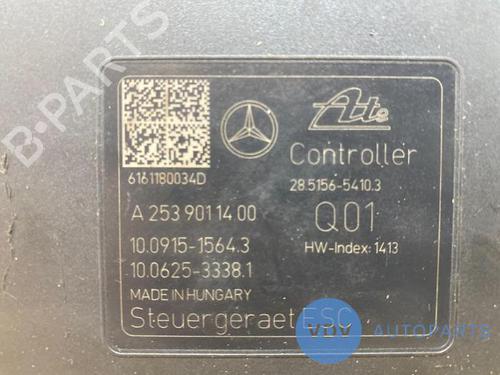 B-PARTS
Ate
Controller
6161180034D
28.5156-5410.3
A 253 901 14 00
Q01
10.0915-1564.3
HW-Index: 1413
10.0625-3338.1
MADE IN HUNGARY
Steuergeraet ESC
VDV AUTOPARTS